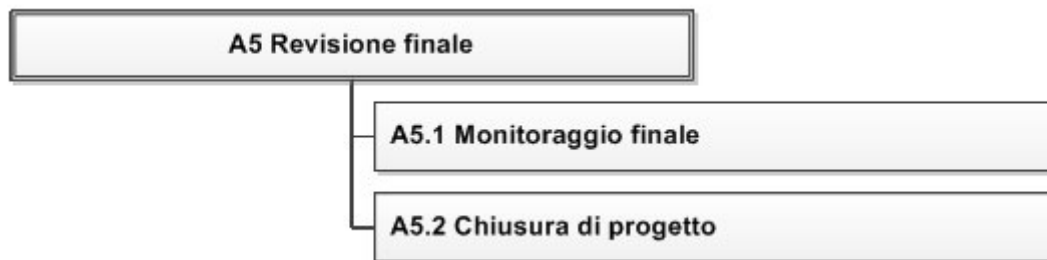 A5 Revisione finale
A5.1 Monitoraggio finale
A5.2 Chiusura di progetto